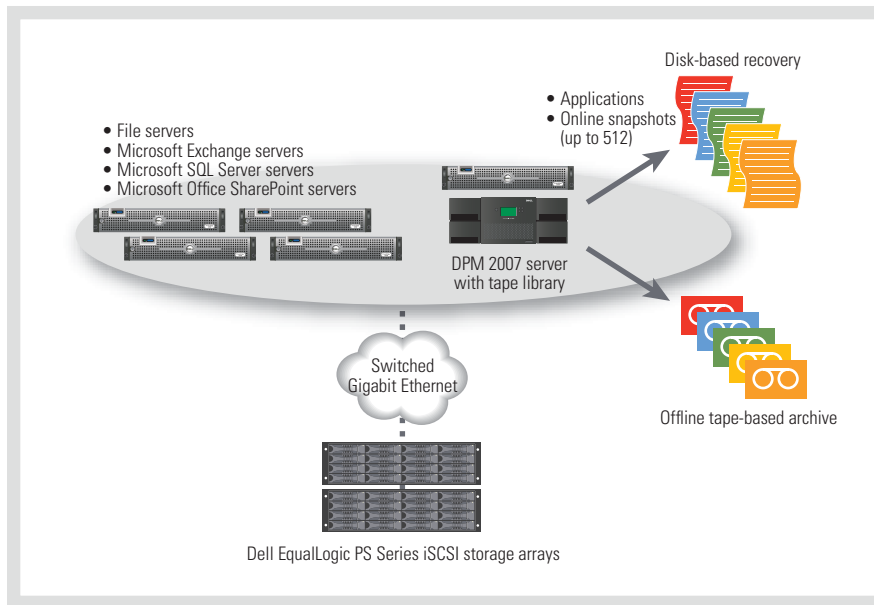 Disk-based recovery
• Applications
• Online snapshots
(up to 512)
• File servers
• Microsoft Exchange servers
• Microsoft SQL Server servers
• Microsoft Office SharePoint servers
DPM 2007 server
with tape library
Switched
Gigabit Ethernet
Offline tape-based archive
Dell EqualLogic PS Series iSCSI storage arrays